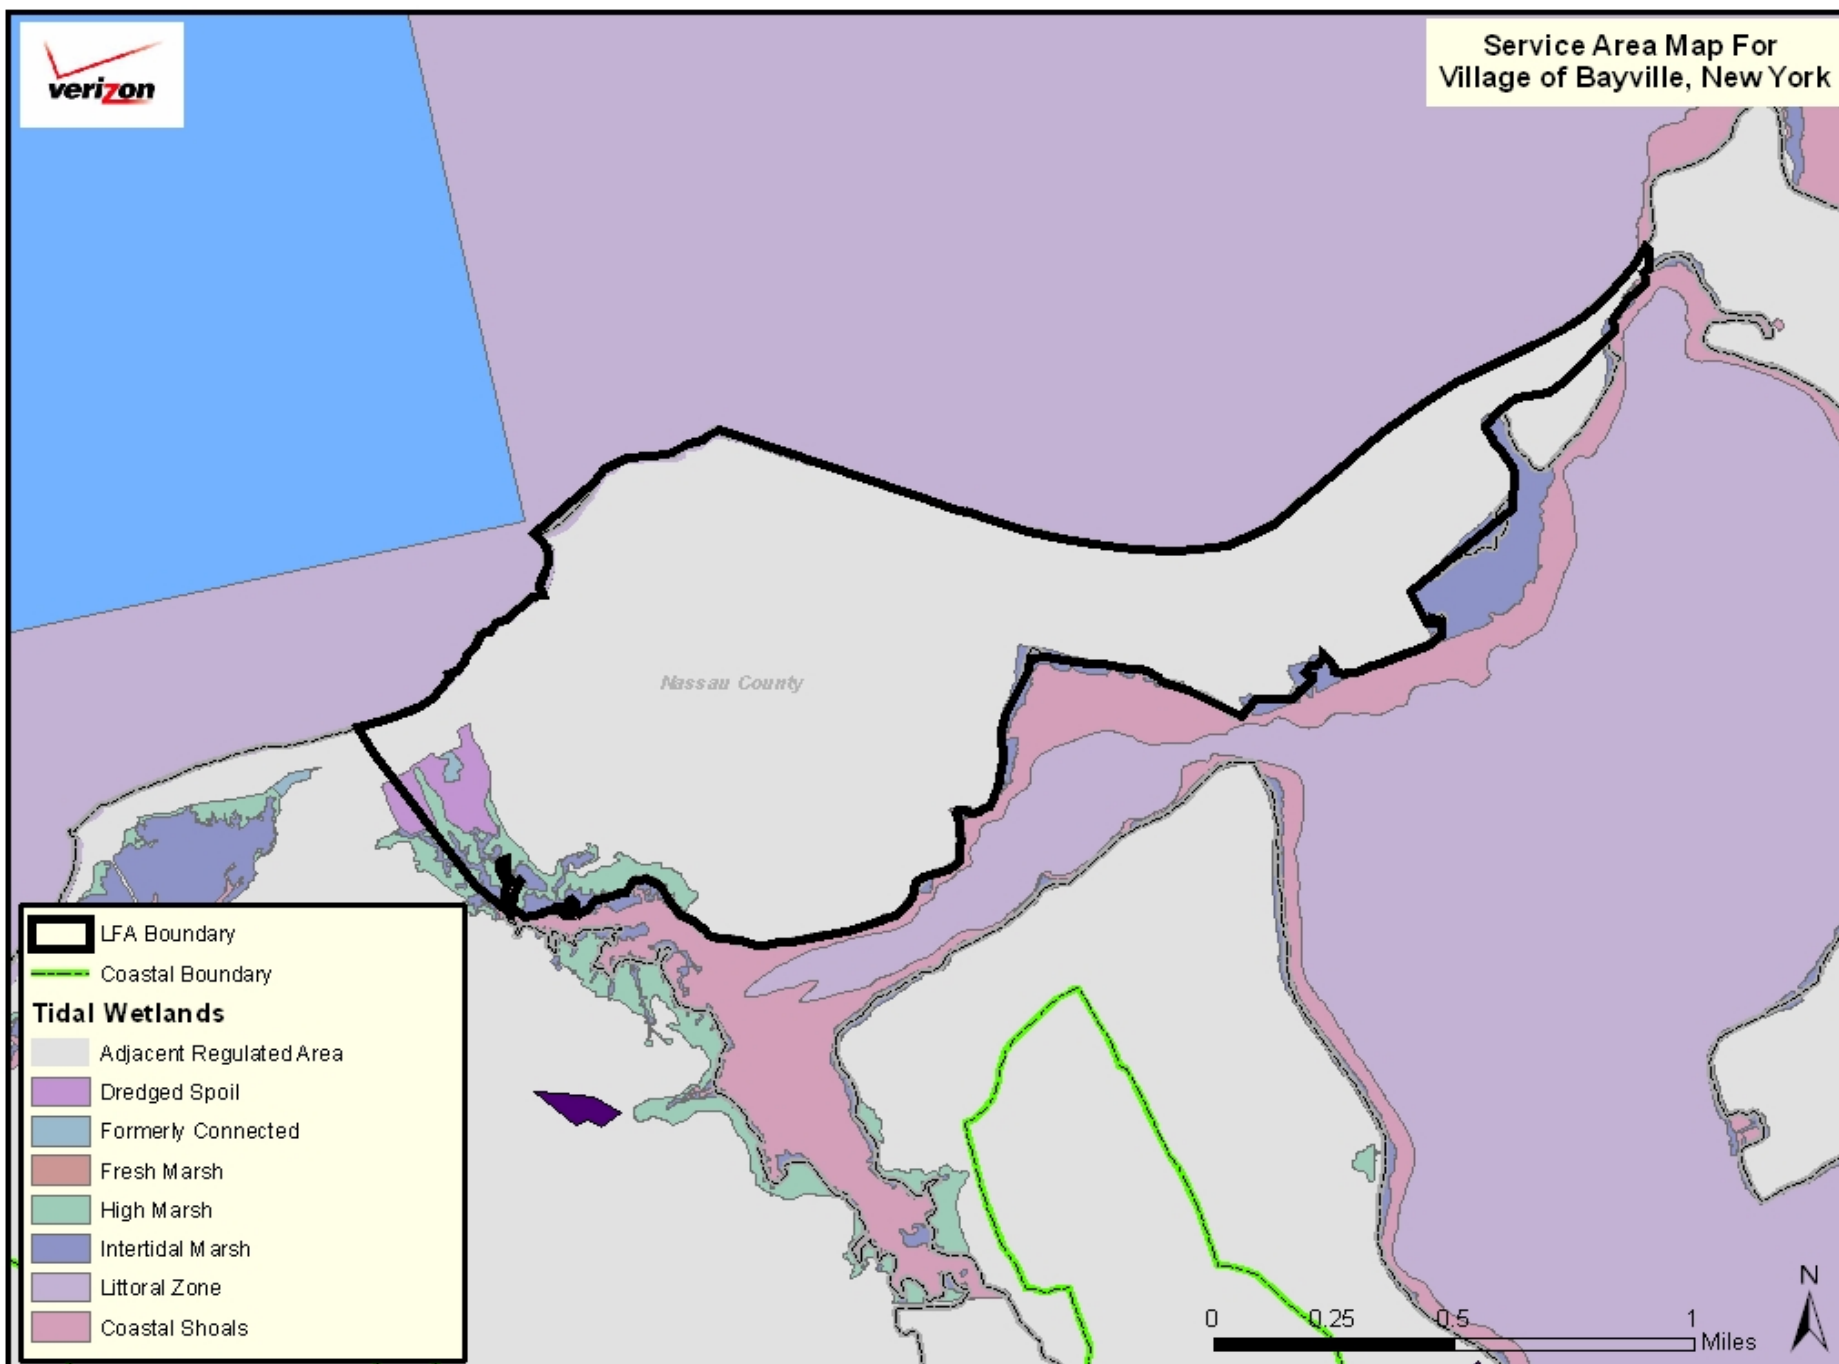 verizon
Service Area Map For
Village of Bayville, New York
Nassau County
LFA Boundary
Coastal Boundary
Tidal Wetlands
Adjacent Regulated Area
Dredged Spoil
Formerly Connected
Fresh Marsh
High Marsh
Intertidal Marsh
Littoral Zone
Coastal Shoals
N
0 0.25 0.5 1
Miles